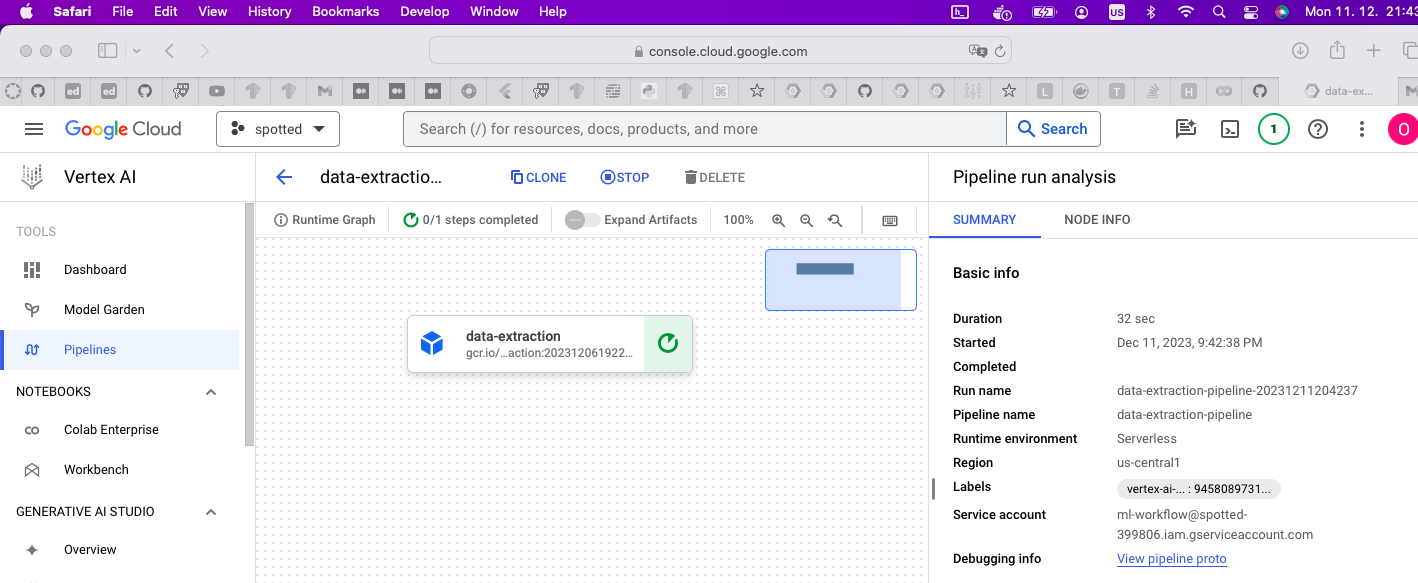 Safari File Edit View History Bookmarks Develop Window Help US Mon 11. 12. 21:43
console.cloud.google.com
ed ed L T H data-ex...
Google Cloud spotted Search (/) for resources, docs, products, and more Search 1 O
Vertex AI data-extractio... CLONE STOP DELETE Pipeline run analysis
Runtime Graph 0/1 steps completed Expand Artifacts 100% SUMMARY NODE INFO
TOOLS
Dashboard
Model Garden
Pipelines
NOTEBOOKS
Colab Enterprise
Workbench
GENERATIVE AI STUDIO
Overview
data-extraction
gcr.io/...action:202312061922...
Basic info
Duration 32 sec
Started Dec 11, 2023, 9:42:38 PM
Completed
Run name data-extraction-pipeline-20231211204237
Pipeline name data-extraction-pipeline
Runtime environment Serverless
Region us-central1
Labels vertex-ai-... : 9458089731...
Service account ml-workflow@spotted-
399806.iam.gserviceaccount.com
Debugging info View pipeline proto